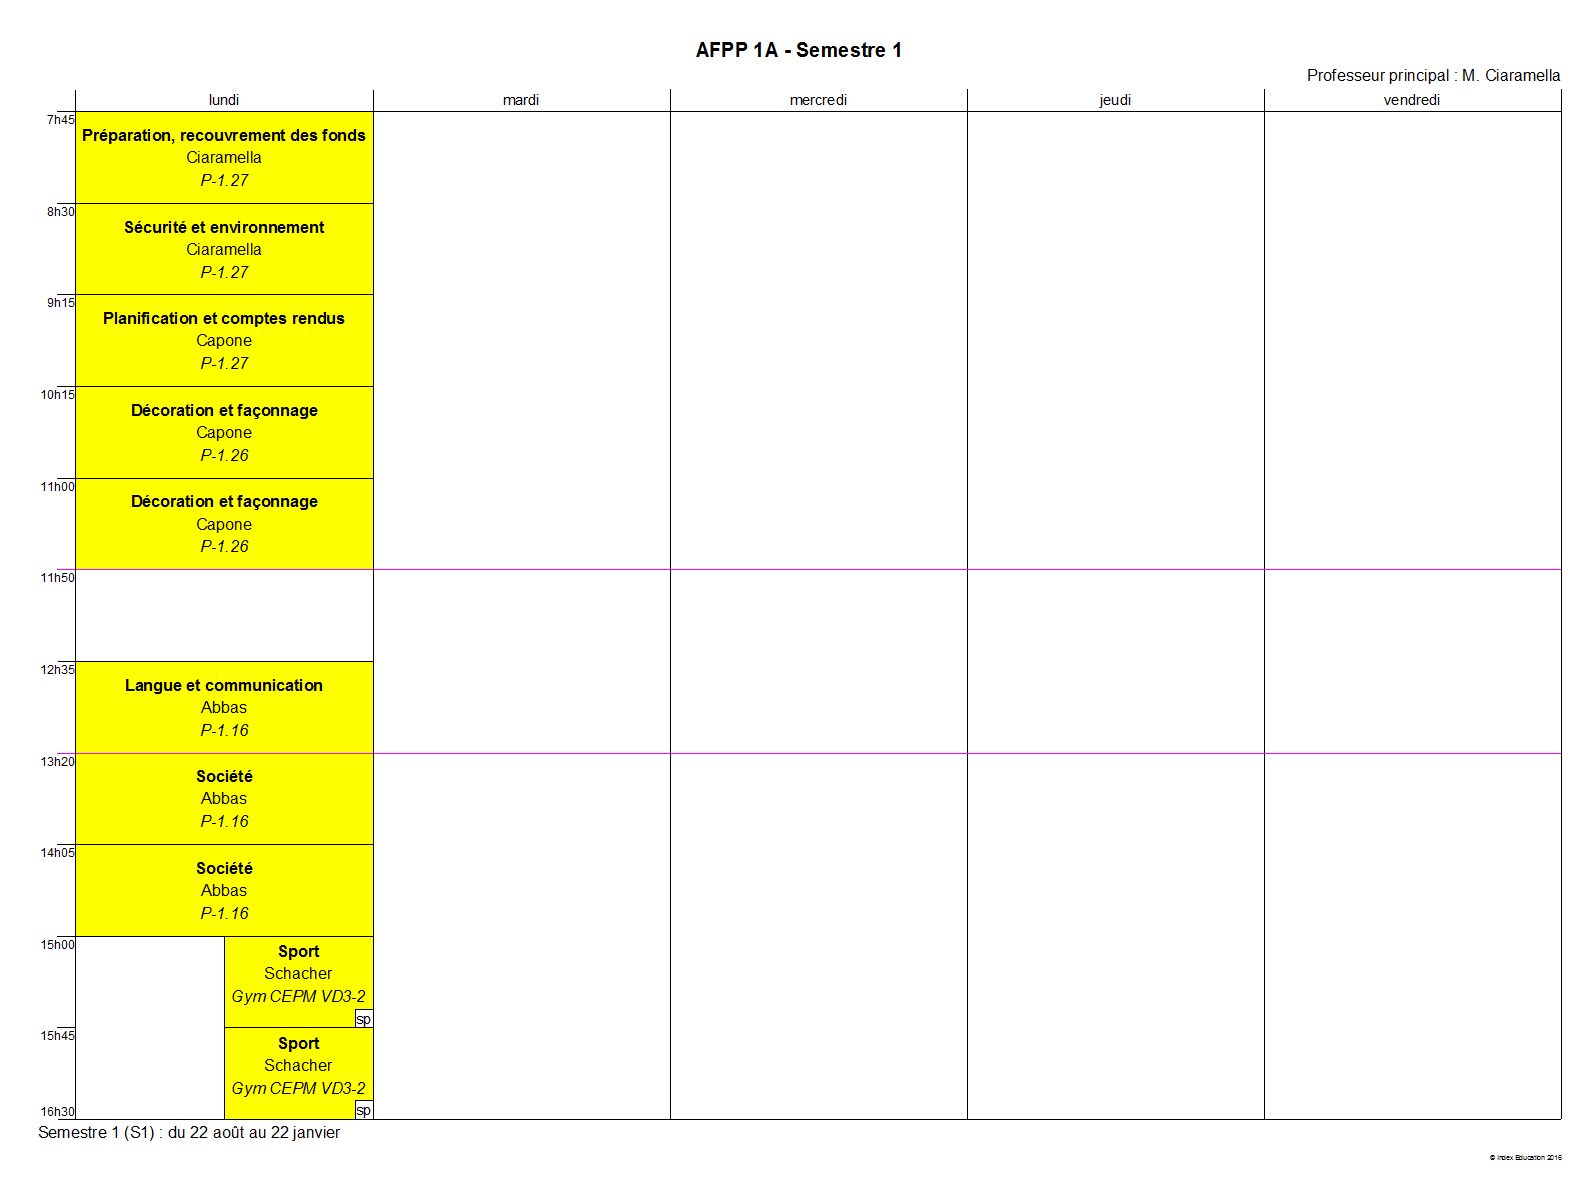 AFPP 1A - Semestre 1
Professeur principal : M. Ciaramella
lundi mardi mercredi jeudi vendredi
7h45
Préparation, recouvrement des fonds
Ciaramella
P-1.27
8h30
Sécurité et environnement
Ciaramella
P-1.27
9h15
Planification et comptes rendus
Capone
P-1.27
10h15
Décoration et façonnage
Capone
P-1.26
11h00
Décoration et façonnage
Capone
P-1.26
11h50
12h35
Langue et communication
Abbas
P-1.16
13h20
Société
Abbas
P-1.16
14h05
Société
Abbas
P-1.16
15h00
Sport
Schacher
Gym CEPM VD3-2
sp
15h45
Sport
Schacher
Gym CEPM VD3-2
sp
16h30
Semestre 1 (S1) : du 22 août au 22 janvier
© Index Education 2016